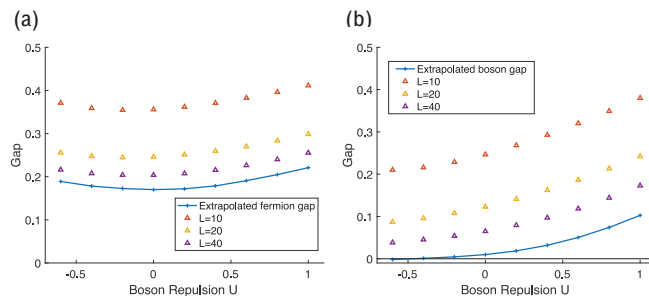 (a)
0.5
0.4
0.3
0.2
0.1
0
Gap
-0.5
0
0.5
1
Boson Repulsion U
Extrapolated fermion gap
L=10
L=20
L=40
(b)
0.5
0.4
0.3
0.2
0.1
0
Gap
-0.5
0
0.5
1
Boson Repulsion U
Extrapolated boson gap
L=10
L=20
L=40